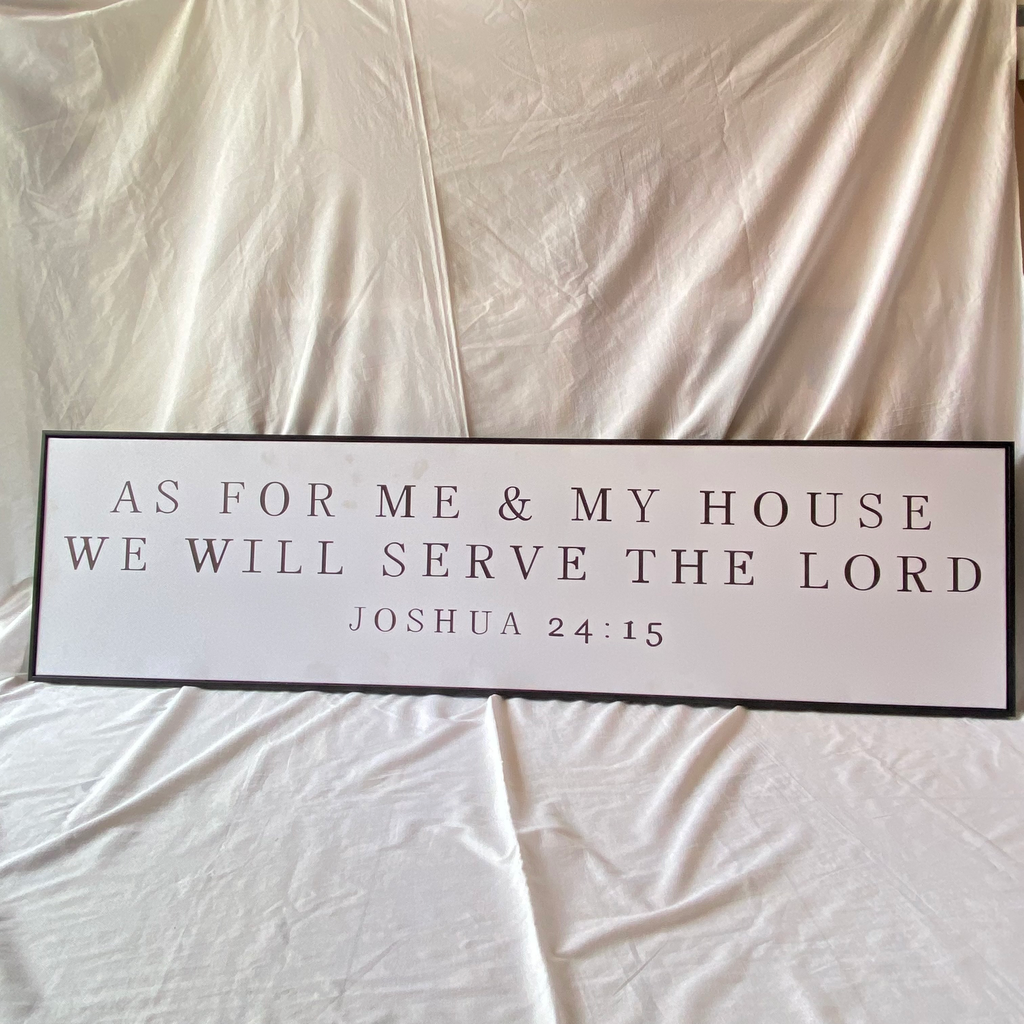 AS FOR ME & MY HOUSE
WE WILL SERVE THE LORD
JOSHUA 24:15